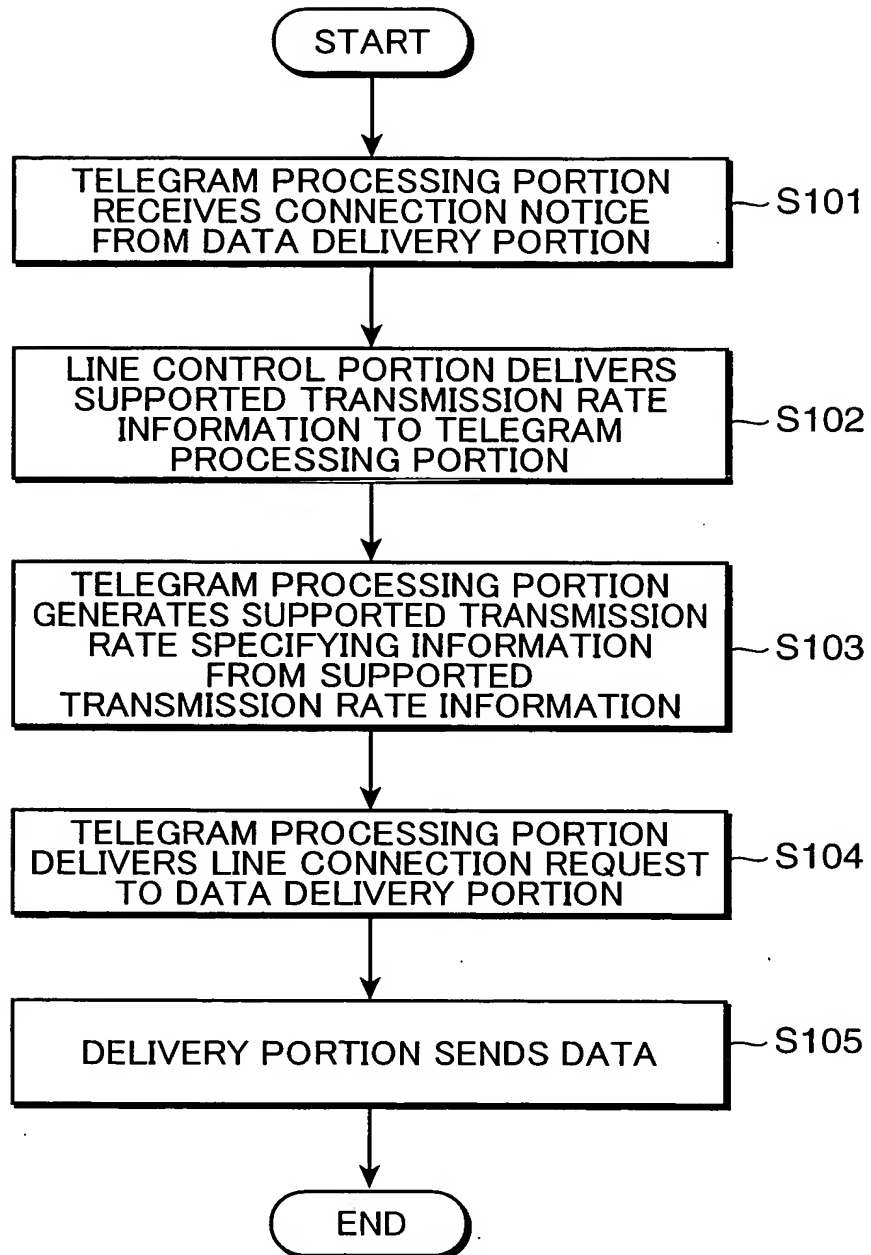 START
TELEGRAM PROCESSING PORTION
RECEIVES CONNECTION NOTICE
FROM DATA DELIVERY PORTION
S101
LINE CONTROL PORTION DELIVERS
SUPPORTED TRANSMISSION RATE
INFORMATION TO TELEGRAM
PROCESSING PORTION
S102
TELEGRAM PROCESSING PORTION
GENERATES SUPPORTED TRANSMISSION
RATE SPECIFYING INFORMATION
FROM SUPPORTED
TRANSMISSION RATE INFORMATION
S103
TELEGRAM PROCESSING PORTION
DELIVERS LINE CONNECTION REQUEST
TO DATA DELIVERY PORTION
S104
DELIVERY PORTION SENDS DATA
S105
END